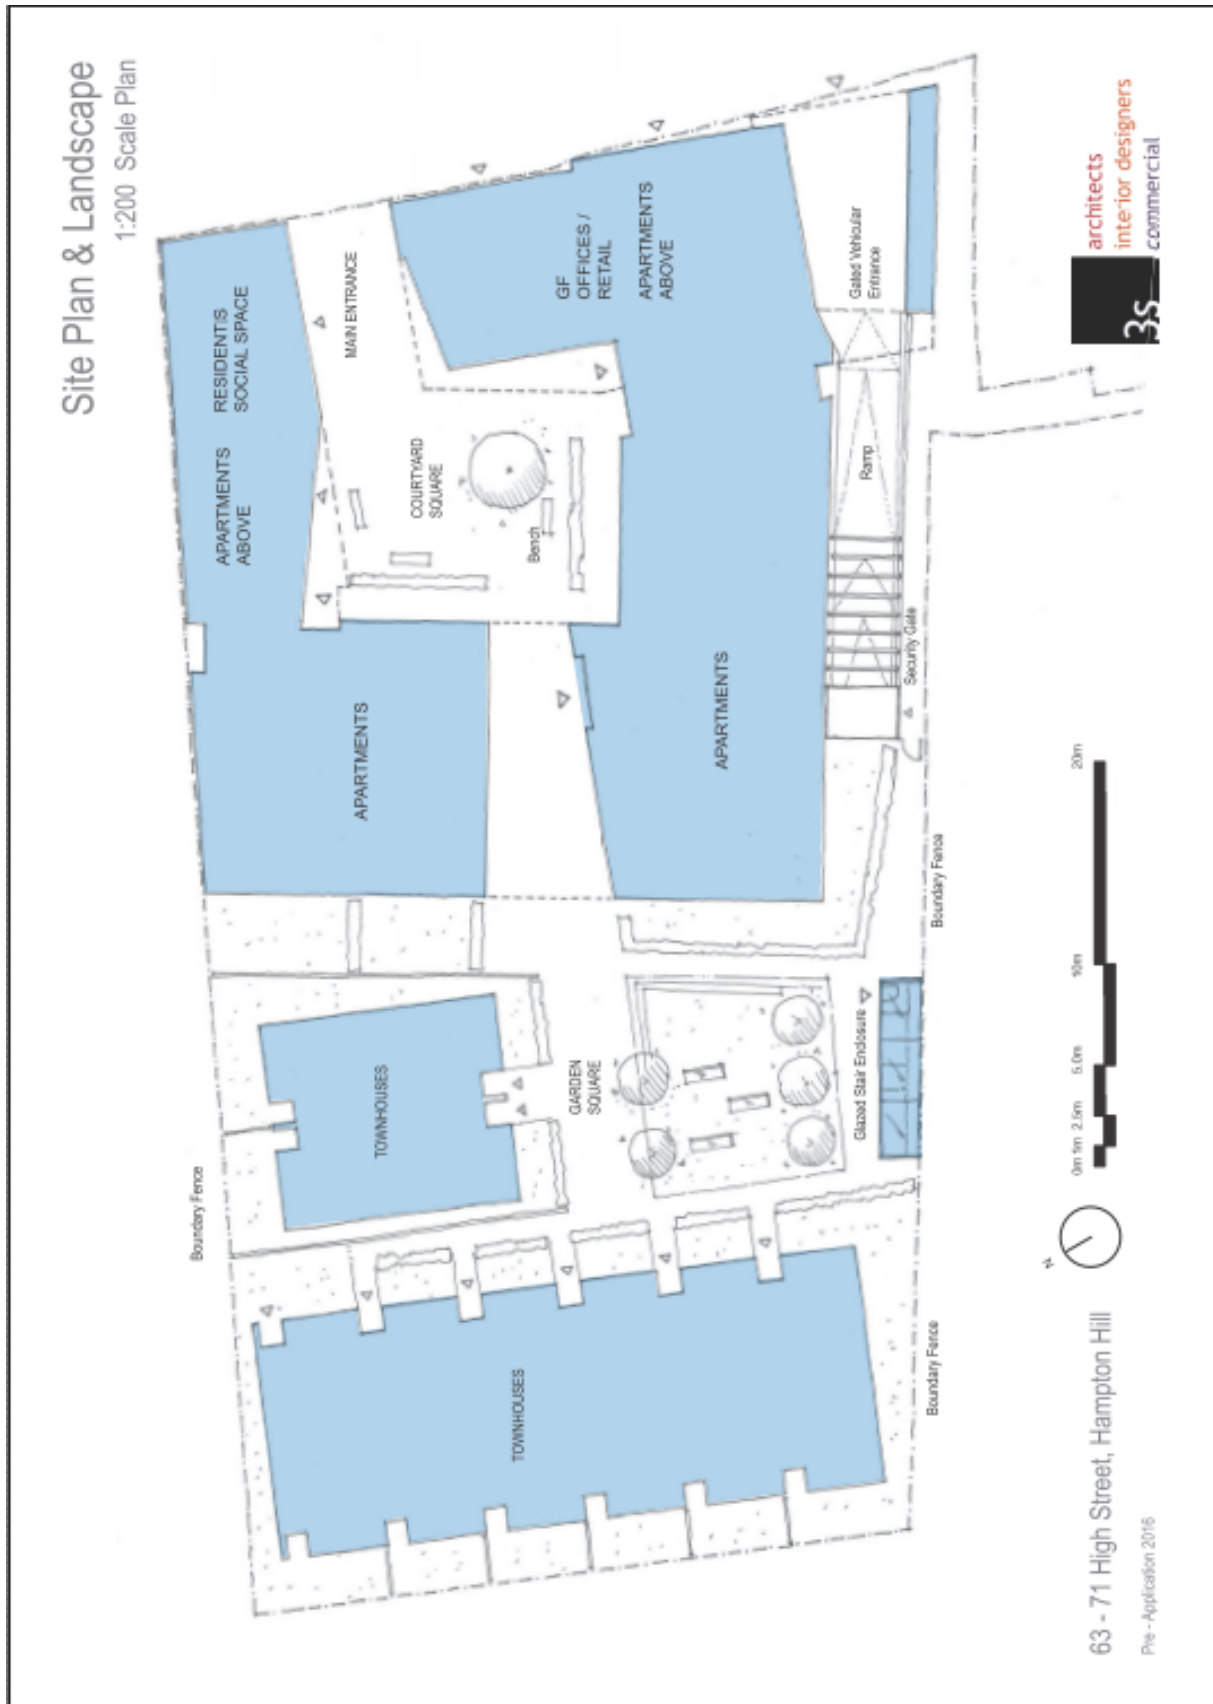 Site Plan & Landscape
1:200 Scale Plan
RESIDENT'S
SOCIAL SPACE
APARTMENTS
ABOVE
MAIN ENTRANCE
GF
OFFICES /
RETAIL
APARTMENTS
ABOVE
Gated Vehicular
Entrance
COURTYARD
SQUARE
Bench
Ramp
Security Gate
APARTMENTS
APARTMENTS
Boundary Fence
TOWNHOUSES
GARDEN
SQUARE
Glazed Stair Enclosure
Boundary Fence
TOWNHOUSES
Boundary Fence
N
0m 1m 2.5m 5.0m 10m 20m
63 - 71 High Street, Hampton Hill
Pre - Application 2016
3s
architects
interior designers
commercial